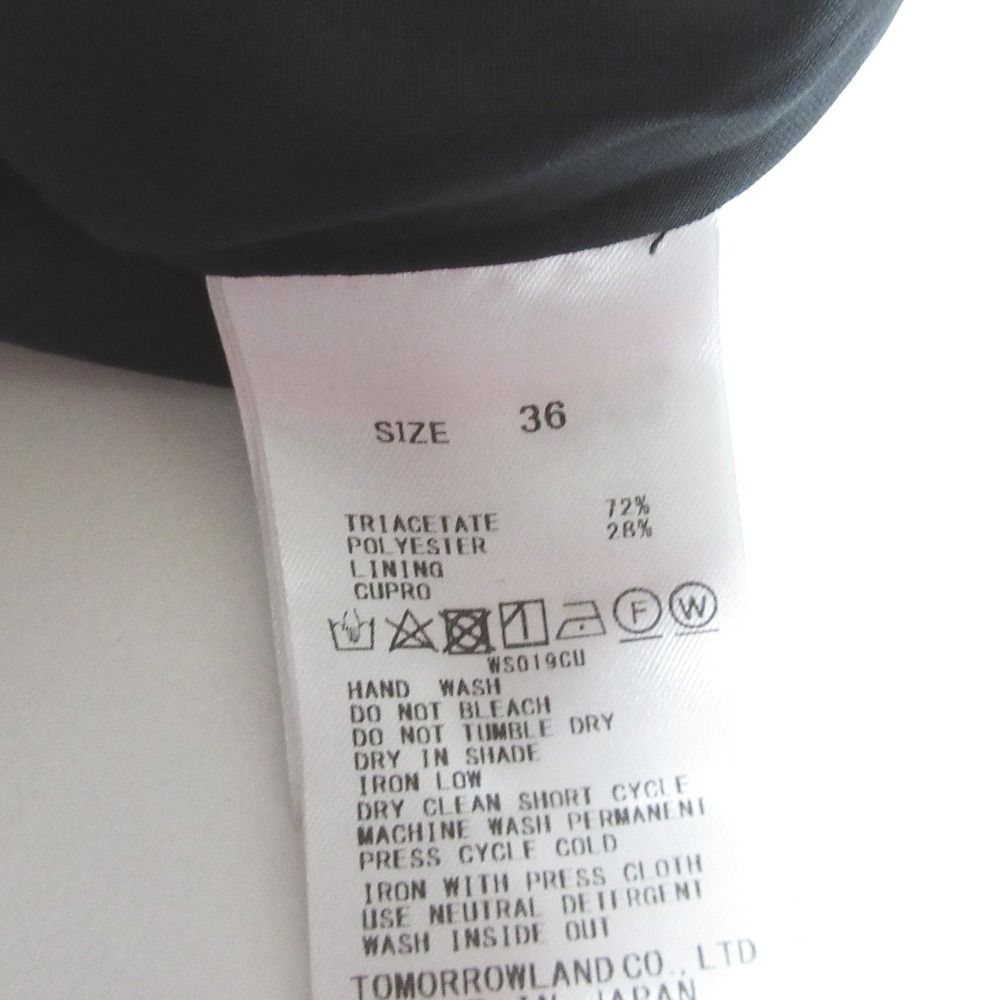 SIZE 36
TRIACETATE 72%
POLYESTER 28%
LINING
CUPRO
F W
WS019CU
HAND WASH
DO NOT BLEACH
DO NOT TUMBLE DRY
DRY IN SHADE
IRON LOW
DRY CLEAN SHORT CYCLE
MACHINE WASH PERMANENT
PRESS CYCLE COLD
IRON WITH PRESS CLOTH
USE NEUTRAL DETERGENT
WASH INSIDE OUT
TOMORROWLAND CO., LTD
IN JAPAN